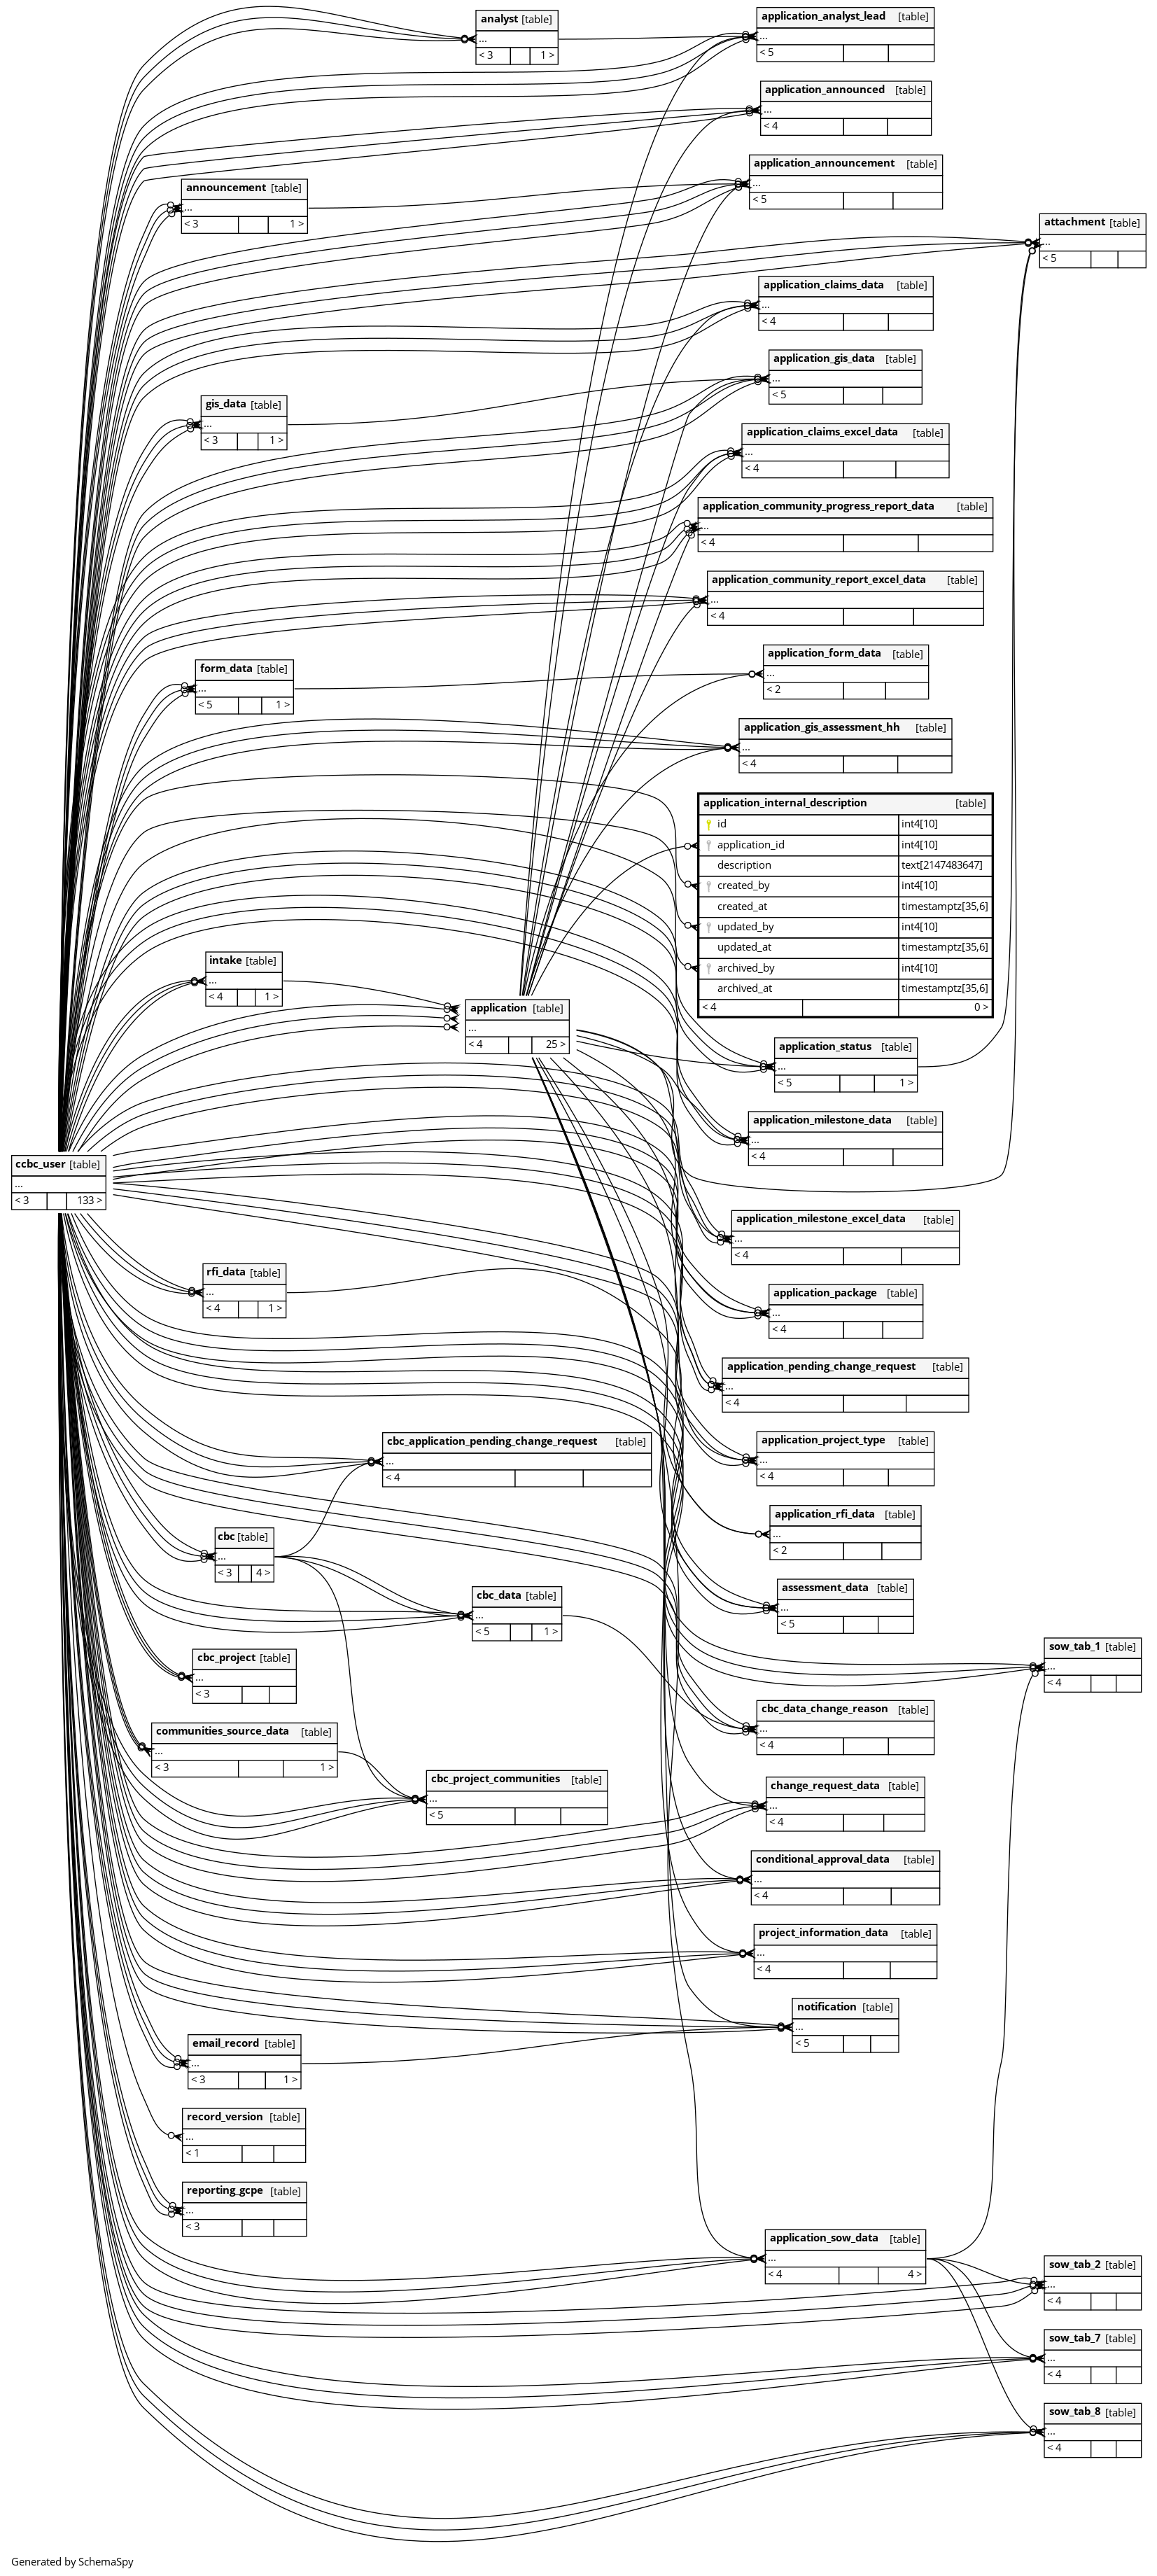 analyst [table]
...
< 3 1 >
application_analyst_lead [table]
...
< 5
application_announced [table]
...
< 4
application_announcement [table]
...
< 5
announcement [table]
...
< 3 1 >
attachment [table]
...
< 5
application_claims_data [table]
...
< 4
application_gis_data [table]
...
< 5
gis_data [table]
...
< 3 1 >
application_claims_excel_data [table]
...
< 4
application_community_progress_report_data [table]
...
< 4
application_community_report_excel_data [table]
...
< 4
application_form_data [table]
...
< 2
form_data [table]
...
< 5 1 >
application_gis_assessment_hh [table]
...
< 4
application_internal_description [table]
id int4[10]
application_id int4[10]
description text[2147483647]
created_by int4[10]
created_at timestamptz[35,6]
updated_by int4[10]
updated_at timestamptz[35,6]
archived_by int4[10]
archived_at timestamptz[35,6]
< 4 0 >
intake [table]
...
< 4 1 >
application [table]
...
< 4 25 >
application_status [table]
...
< 5 1 >
application_milestone_data [table]
...
< 4
ccbc_user [table]
...
< 3 133 >
application_milestone_excel_data [table]
...
< 4
rfi_data [table]
...
< 4 1 >
application_package [table]
...
< 4
application_pending_change_request [table]
...
< 4
cbc_application_pending_change_request [table]
...
< 4
application_project_type [table]
...
< 4
application_rfi_data [table]
...
< 2
cbc [table]
...
< 3 4 >
assessment_data [table]
...
< 5
cbc_data [table]
...
< 5 1 >
sow_tab_1 [table]
...
< 4
cbc_project [table]
...
< 3
cbc_data_change_reason [table]
...
< 4
communities_source_data [table]
...
< 3 1 >
cbc_project_communities [table]
...
< 5
change_request_data [table]
...
< 4
conditional_approval_data [table]
...
< 4
project_information_data [table]
...
< 4
notification [table]
...
< 5
email_record [table]
...
< 3 1 >
record_version [table]
...
< 1
reporting_gcpe [table]
...
< 3
application_sow_data [table]
...
< 4 4 >
sow_tab_2 [table]
...
< 4
sow_tab_7 [table]
...
< 4
sow_tab_8 [table]
...
< 4
Generated by SchemaSpy